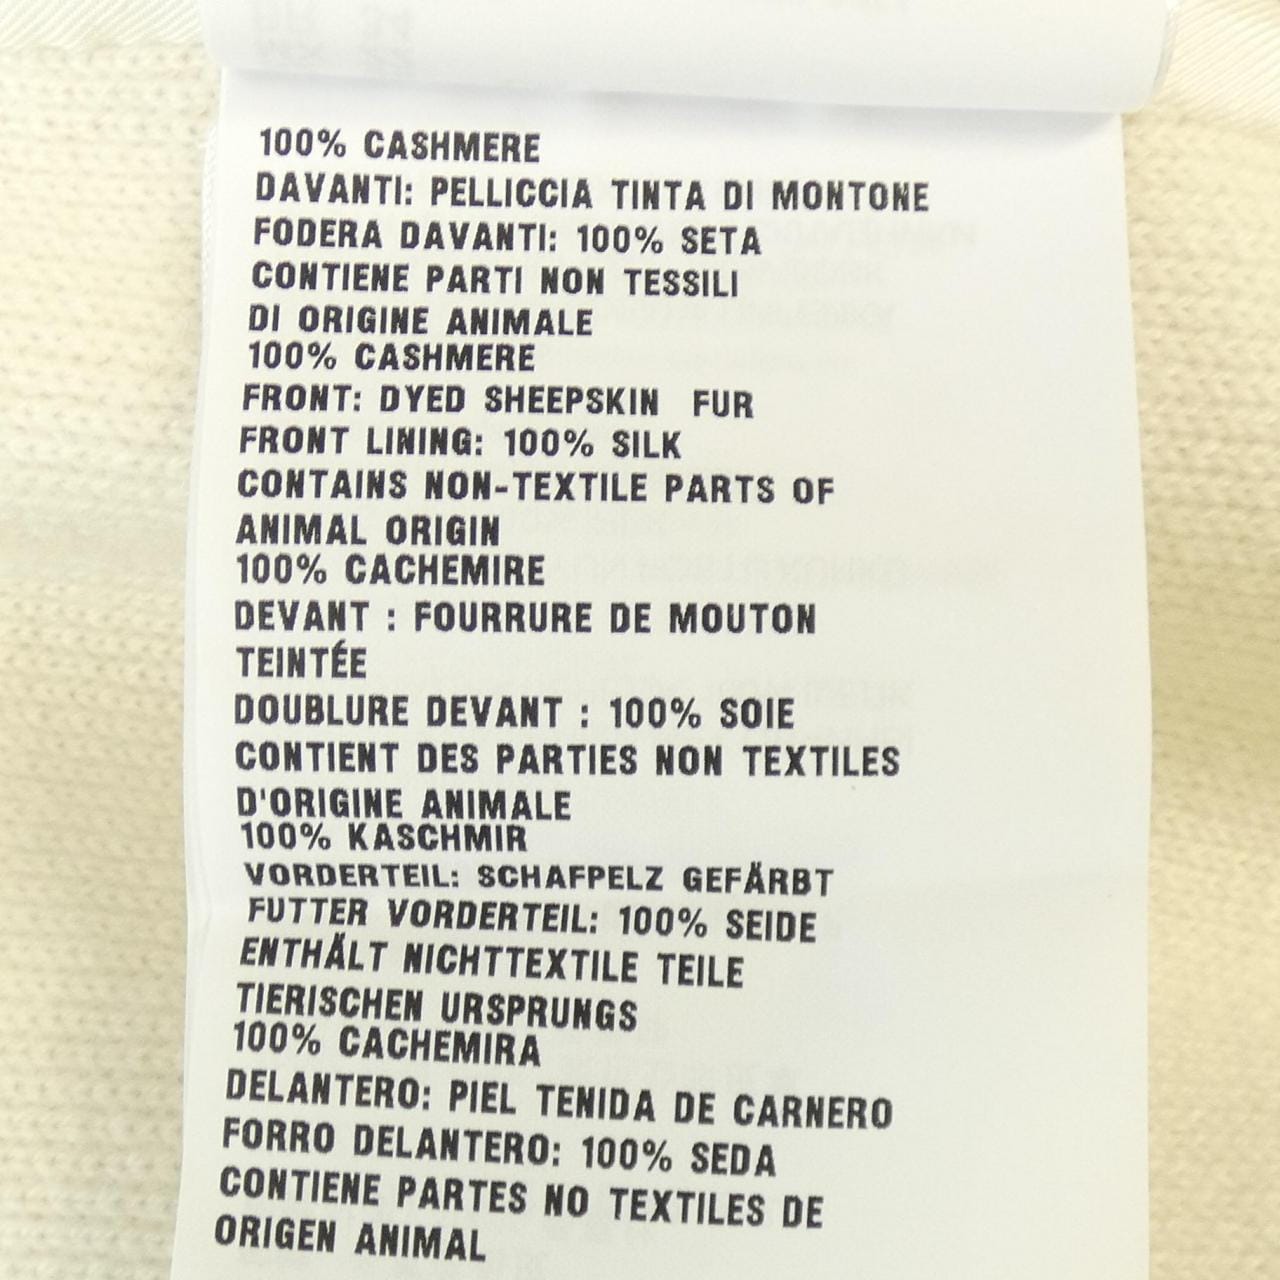 100% CASHMERE
DAVANTI: PELLICCIA TINTA DI MONTONE
FODERA DAVANTI: 100% SETA
CONTIENE PARTI NON TESSILI
DI ORIGINE ANIMALE
100% CASHMERE
FRONT: DYED SHEEPSKIN FUR
FRONT LINING: 100% SILK
CONTAINS NON-TEXTILE PARTS OF
ANIMAL ORIGIN
100% CACHEMIRE
DEVANT : FOURRURE DE MOUTON
TEINTÉE
DOUBLURE DEVANT : 100% SOIE
CONTIENT DES PARTIES NON TEXTILES
D'ORIGINE ANIMALE
100% KASCHMIR
VORDERTEIL: SCHAFPELZ GEFÄRBT
FUTTER VORDERTEIL: 100% SEIDE
ENTHÄLT NICHTTEXTILE TEILE
TIERISCHEN URSPRUNGS
100% CACHEMIRA
DELANTERO: PIEL TENIDA DE CARNERO
FORRO DELANTERO: 100% SEDA
CONTIENE PARTES NO TEXTILES DE
ORIGEN ANIMAL